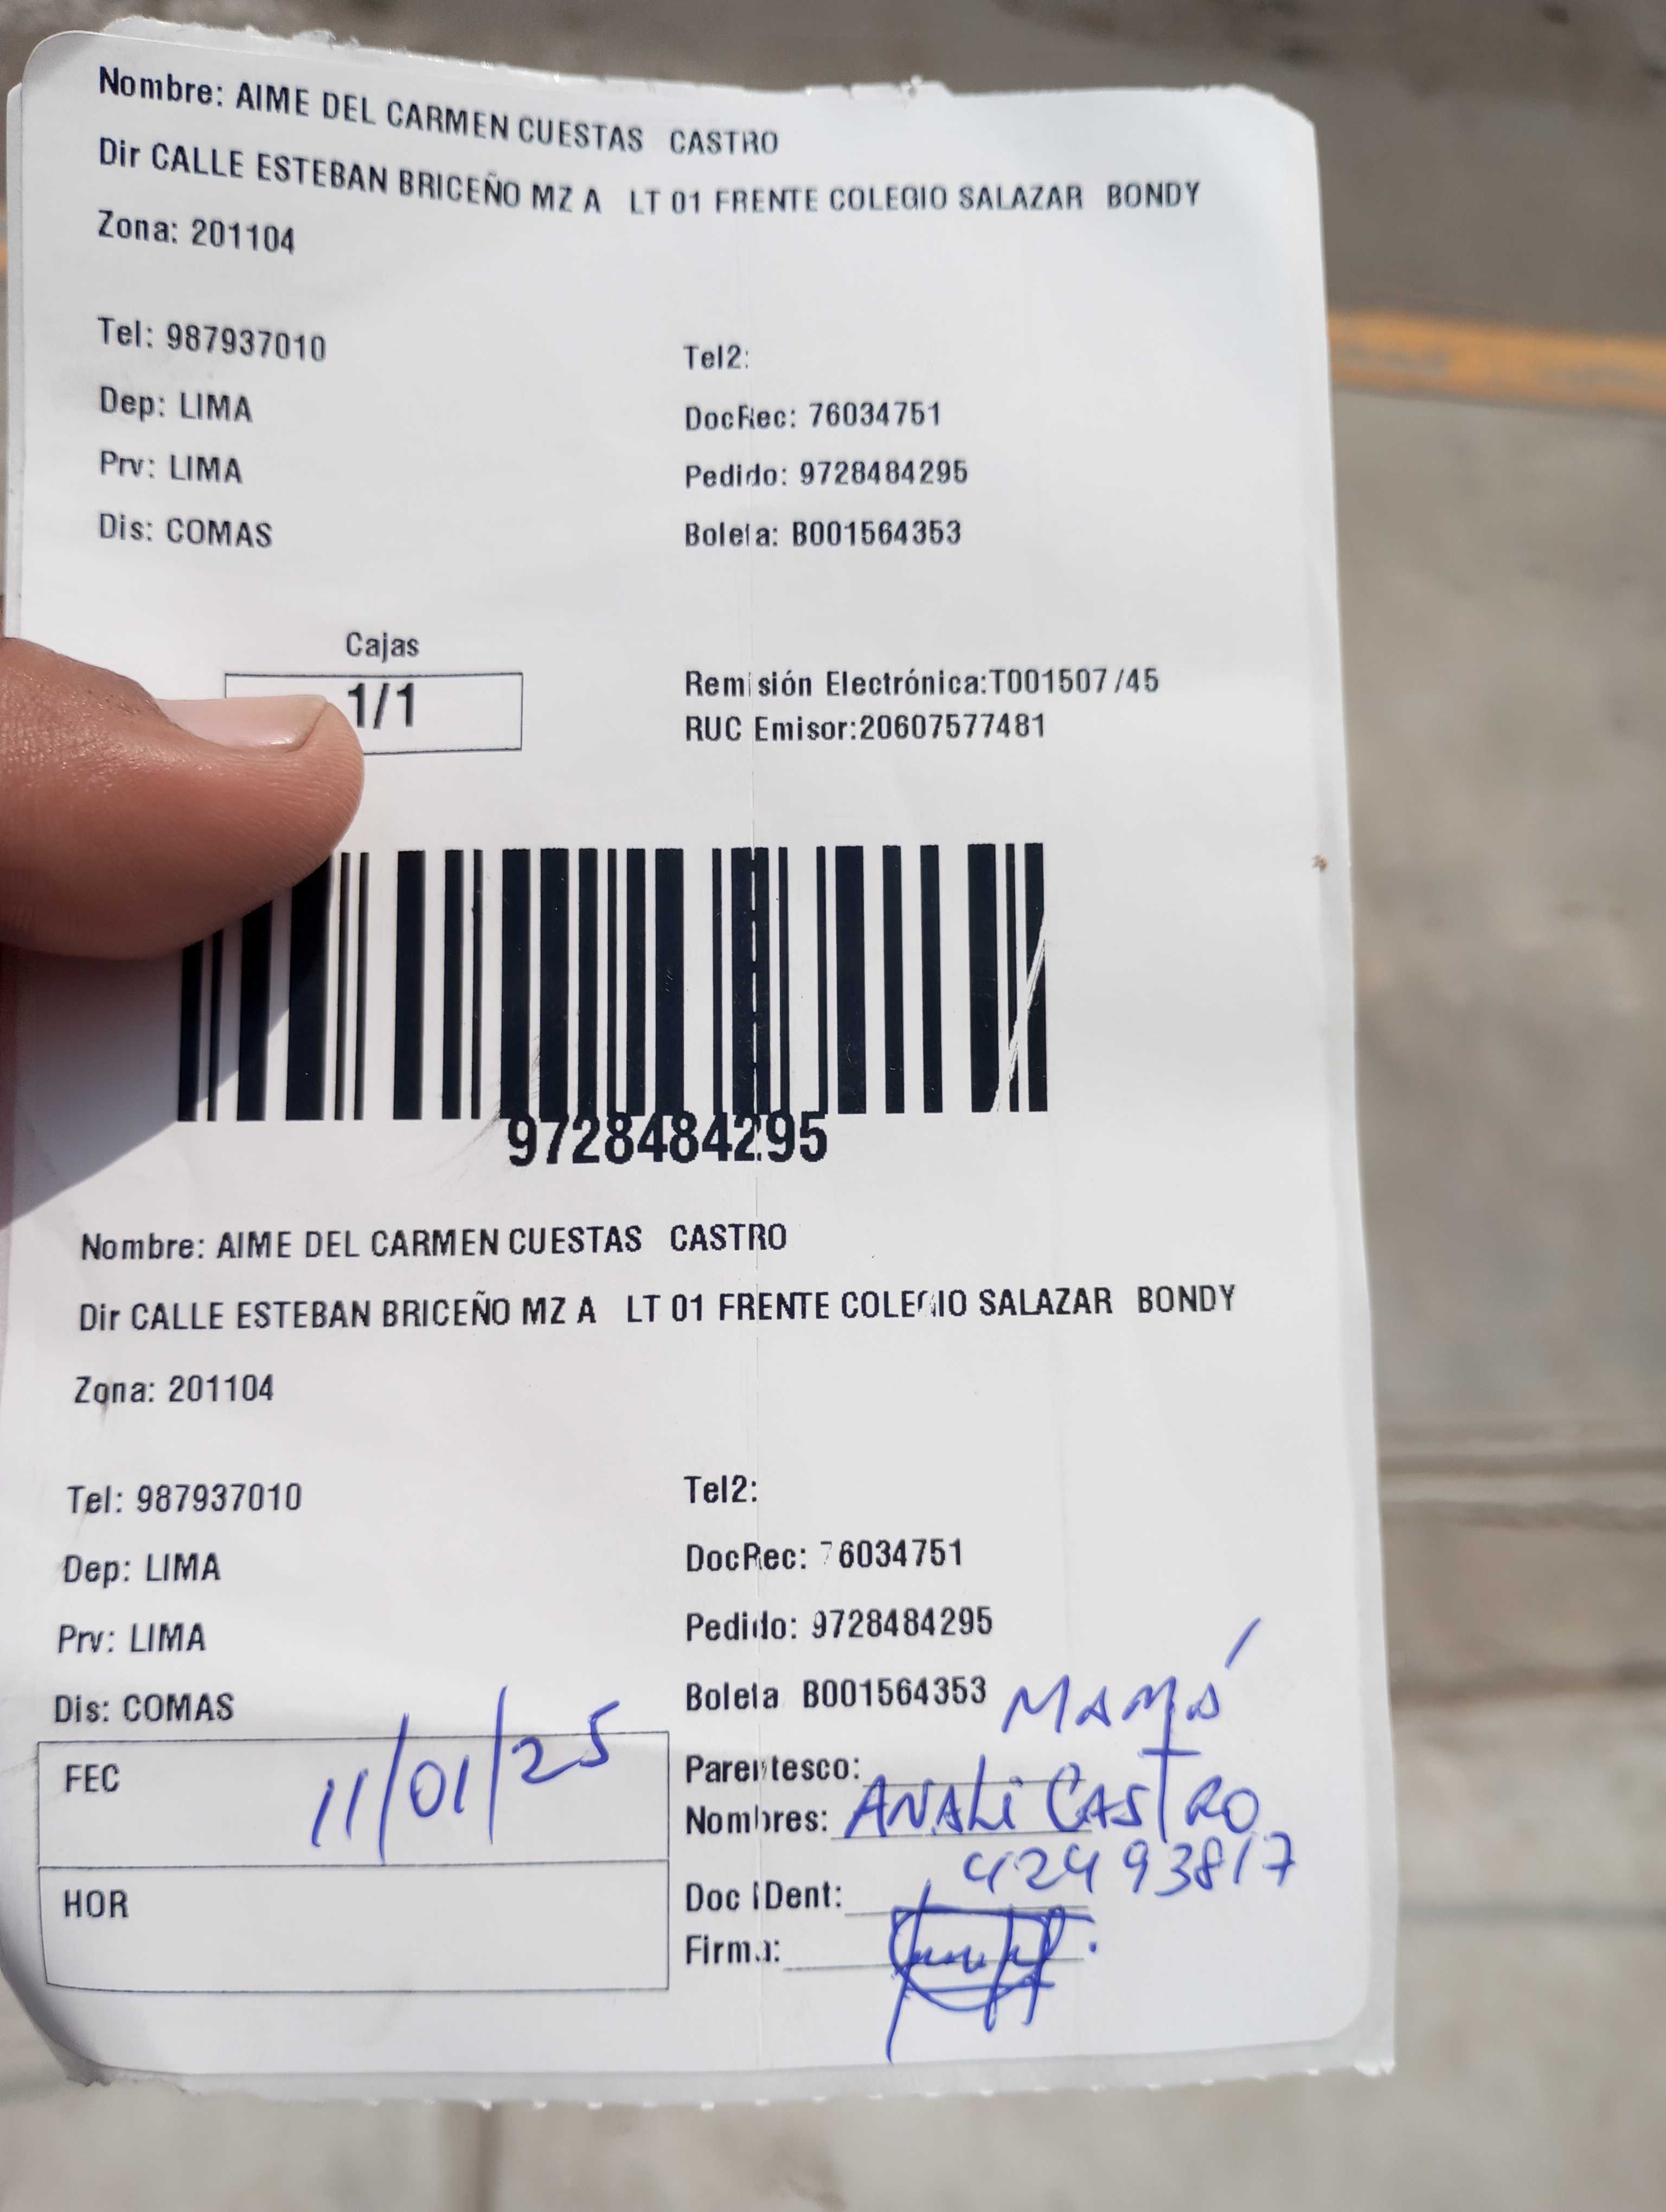 Nombre: AIME DEL CARMEN CUESTAS CASTRO
Dir CALLE ESTEBAN BRICEÑO MZ A LT 01 FRENTE COLEGIO SALAZAR BONDY
Zona: 201104
Tel: 987937010
Tel2:
Dep: LIMA
DocRec: 76034751
Prv: LIMA
Pedido: 9728484295
Dis: COMAS
Boleta: B001564353
Cajas
1/1
Remisión Electrónica:T001507745
RUC Emisor:20607577481
9728484295
Nombre: AIME DEL CARMEN CUESTAS CASTRO
Dir CALLE ESTEBAN BRICEÑO MZ A LT 01 FRENTE COLEGIO SALAZAR BONDY
Zona: 201104
Tel: 987937010
Tel2:
Dep: LIMA
DocRec: 76034751
Prv: LIMA
Pedido: 9728484295
Dis: COMAS
Boleta B001564353
FEC 11/01/25
HOR
Parentesco: MAMÁ
Nombres: ANALI CASTRO
Doc IDent: 42493817
Firma: